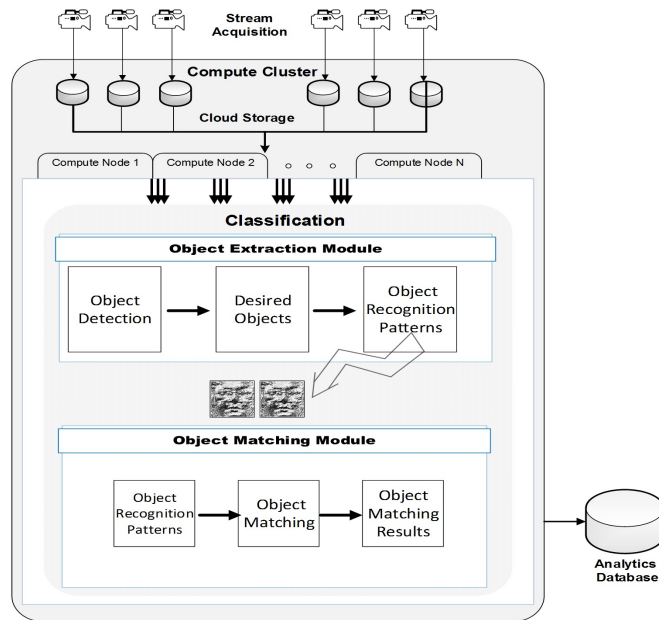 Stream
Acquisition
Compute Cluster
Cloud Storage
Compute Node 1
Compute Node 2
Compute Node N
Classification
Object Extraction Module
Object
Detection
Desired
Objects
Object
Recognition
Patterns
Object Matching Module
Object
Recognition
Patterns
Object
Matching
Object
Matching
Results
Analytics
Database